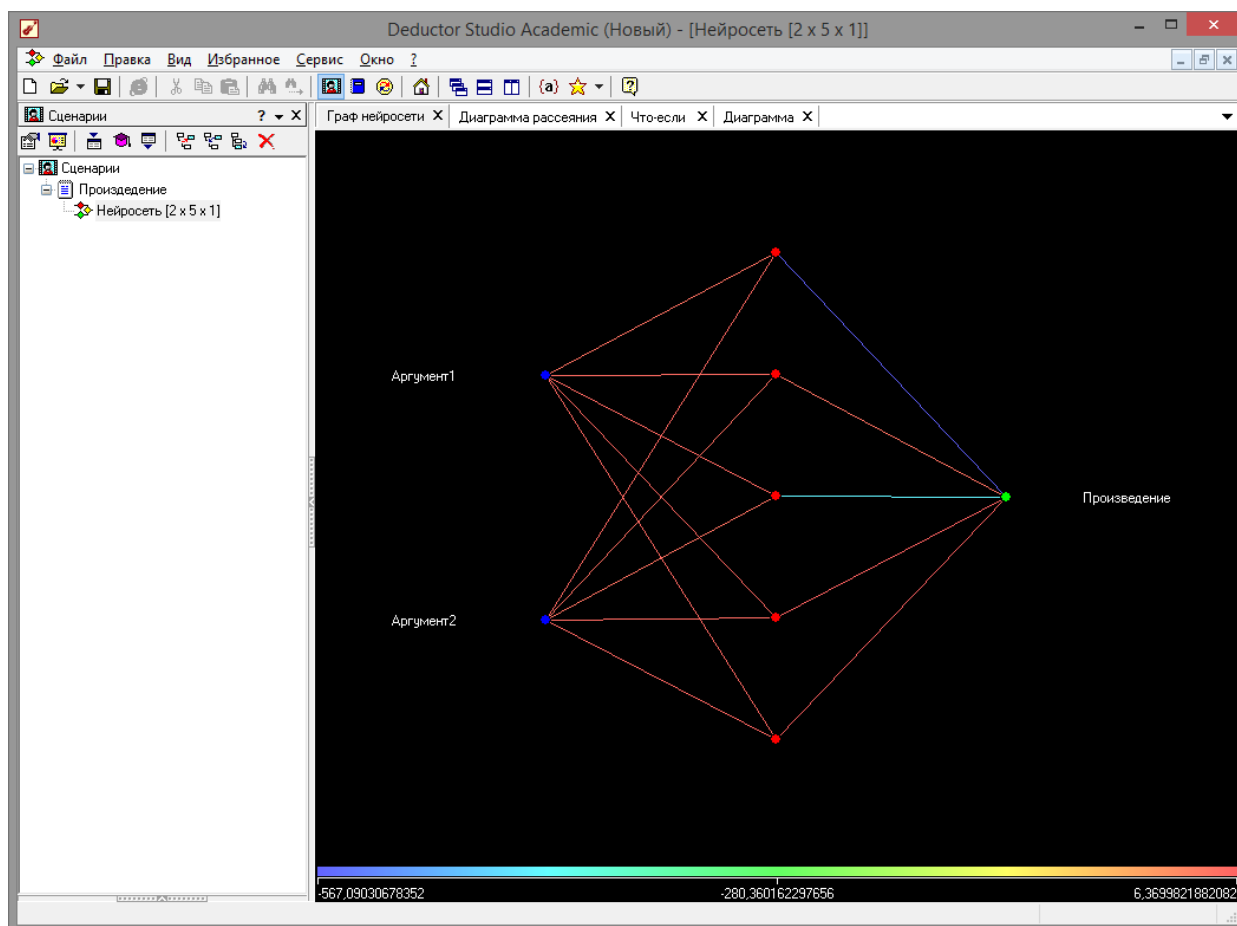 Deductor Studio Academic (Новый) - [Нейросеть [2 x 5 x 1]]
Файл Правка Вид Избранное Сервис Окно ?
{a}
Сценарии ?
Граф нейросети X Диаграмма рассеяния X Что-если X Диаграмма X
Сценарии
Произдедение
Нейросеть [2 x 5 x 1]
Аргумент1
Произведение
Аргумент2
-567,09030678352 -280,360162297656 6,3699821882082